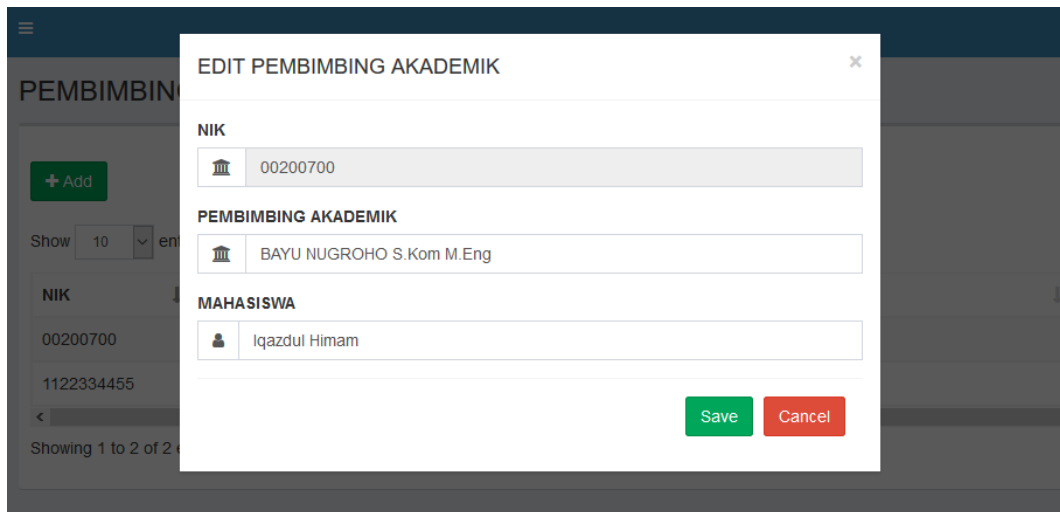 EDIT PEMBIMBING AKADEMIK
×
PEMBIMBIN
NIK
00200700
+ Add
PEMBIMBING AKADEMIK
Show 10
BAYU NUGROHO S.Kom M.Eng
NIK
MAHASISWA
00200700
Iqazdul Himam
1122334455
Save Cancel
Showing 1 to 2 of 2